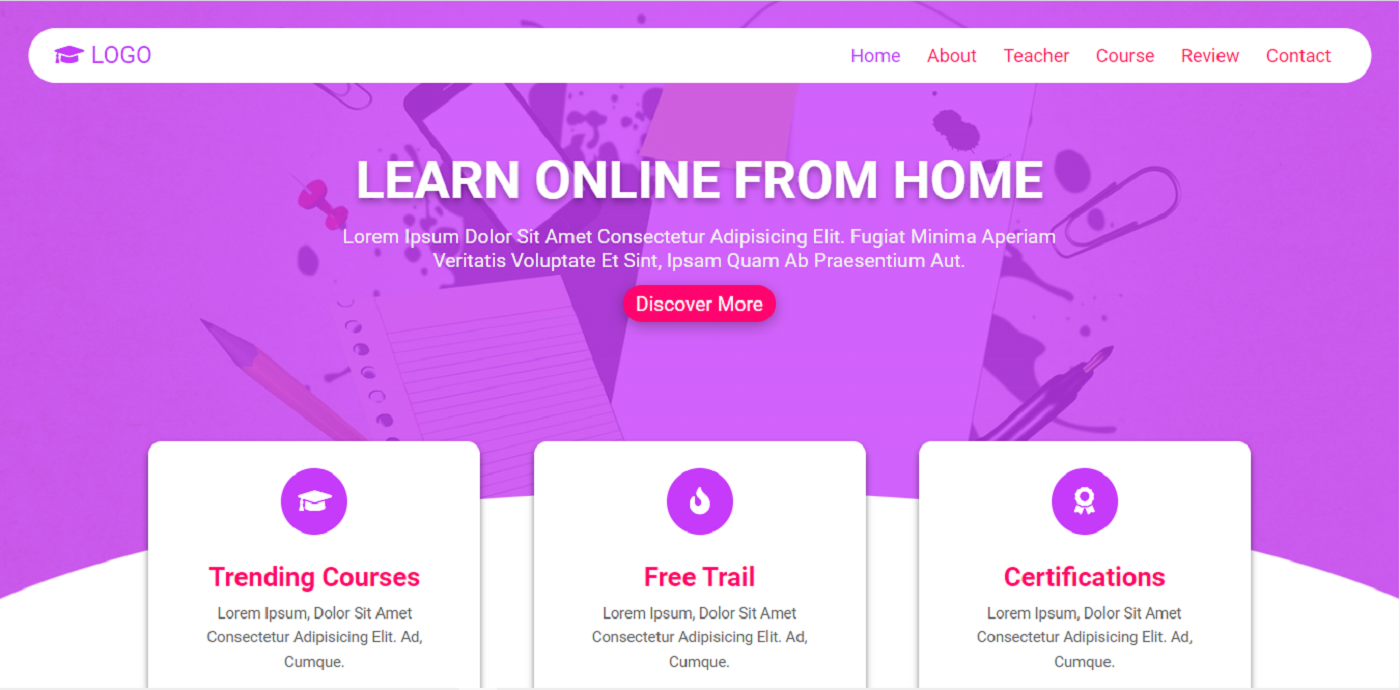 LOGO
Home About Teacher Course Review Contact
LEARN ONLINE FROM HOME
Lorem Ipsum Dolor Sit Amet Consectetur Adipisicing Elit. Fugiat Minima Aperiam
Veritatis Voluptate Et Sint, Ipsam Quam Ab Praesentium Aut.
Discover More
Trending Courses
Lorem Ipsum, Dolor Sit Amet
Consectetur Adipisicing Elit. Ad,
Cumque.
Free Trail
Lorem Ipsum, Dolor Sit Amet
Consectetur Adipisicing Elit. Ad,
Cumque.
Certifications
Lorem Ipsum, Dolor Sit Amet
Consectetur Adipisicing Elit. Ad,
Cumque.